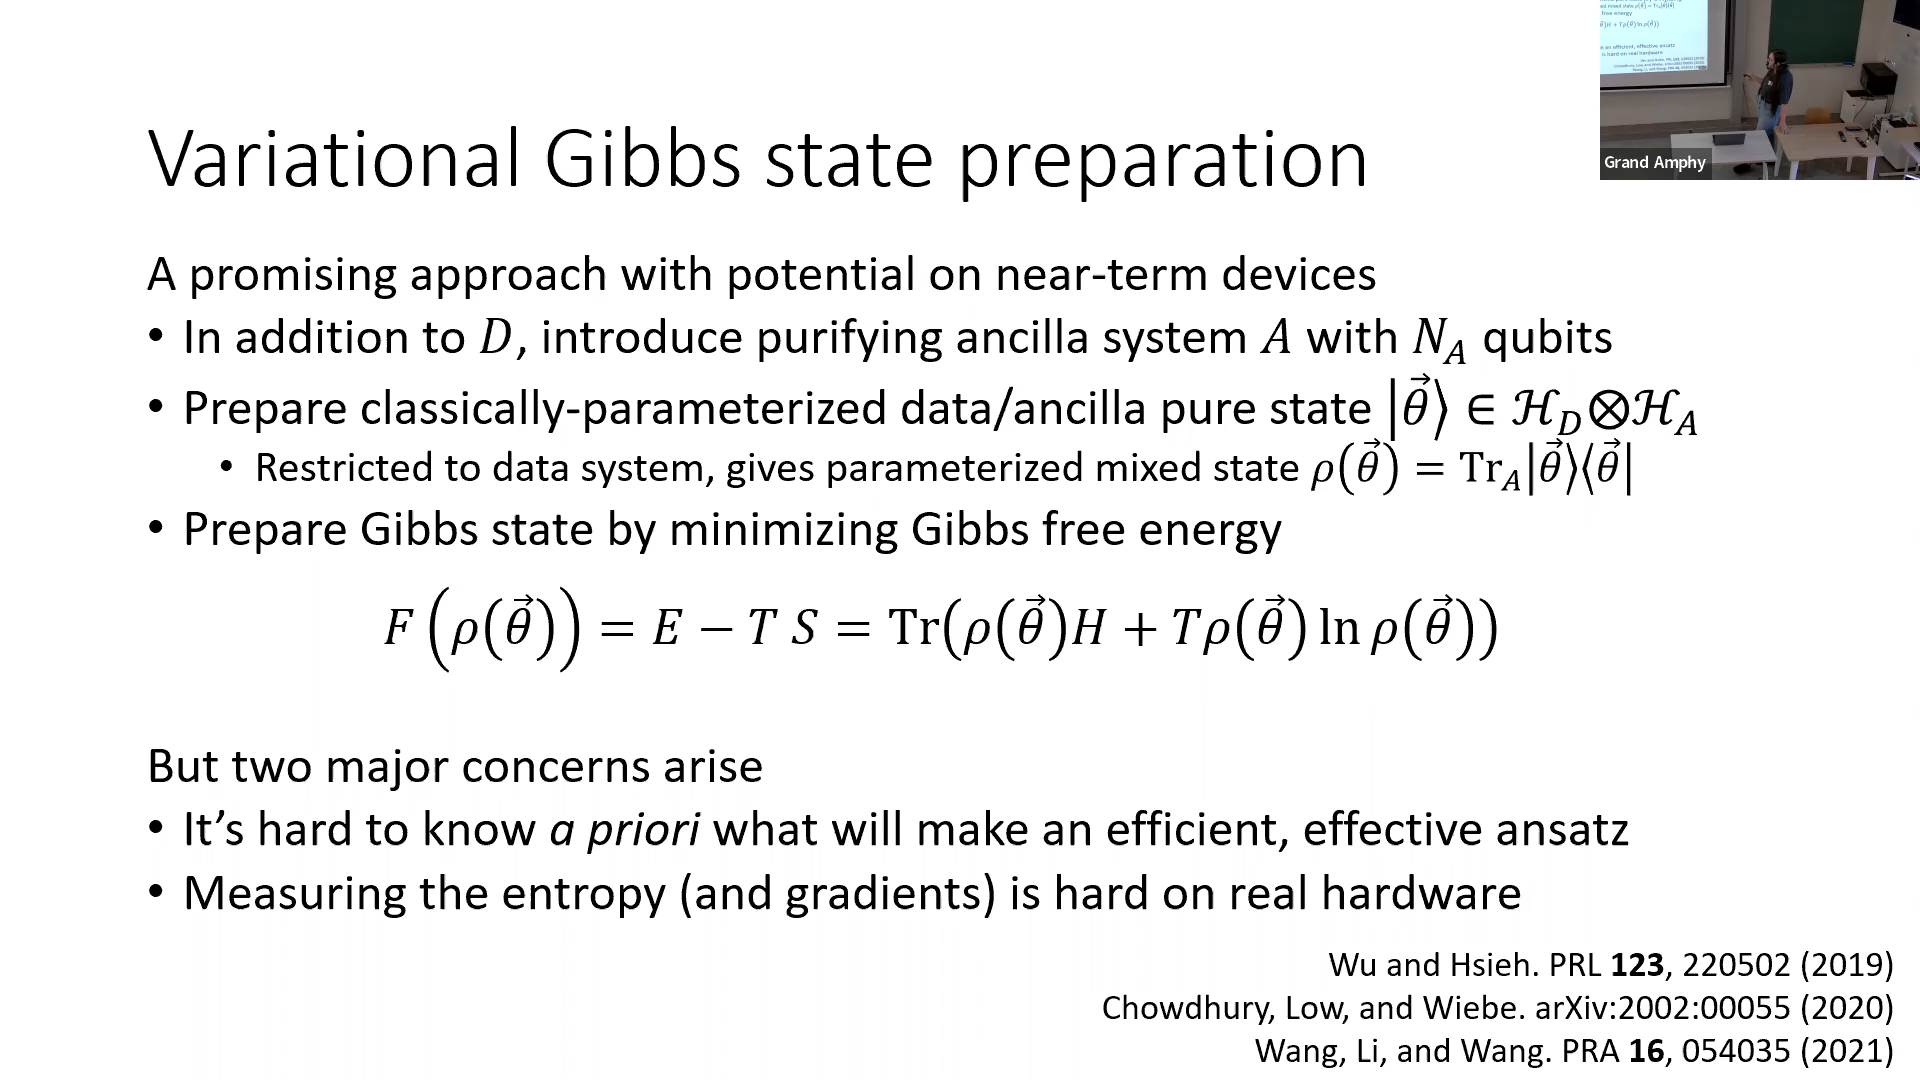 Variational Gibbs state preparation
Grand Amphy
A promising approach with potential on near-term devices
• In addition to D, introduce purifying ancilla system A with N_A qubits
• Prepare classically-parameterized data/ancilla pure state |θ⃗⟩ ∈ ℋ_D⊗ℋ_A
• Restricted to data system, gives parameterized mixed state ρ(θ⃗) = Tr_A|θ⃗⟩⟨θ⃗|
• Prepare Gibbs state by minimizing Gibbs free energy
F(ρ(θ⃗)) = E − T S = Tr(ρ(θ⃗)H + Tρ(θ⃗) ln ρ(θ⃗))
But two major concerns arise
• It’s hard to know a priori what will make an efficient, effective ansatz
• Measuring the entropy (and gradients) is hard on real hardware
Wu and Hsieh. PRL 123, 220502 (2019)
Chowdhury, Low, and Wiebe. arXiv:2002:00055 (2020)
Wang, Li, and Wang. PRA 16, 054035 (2021)